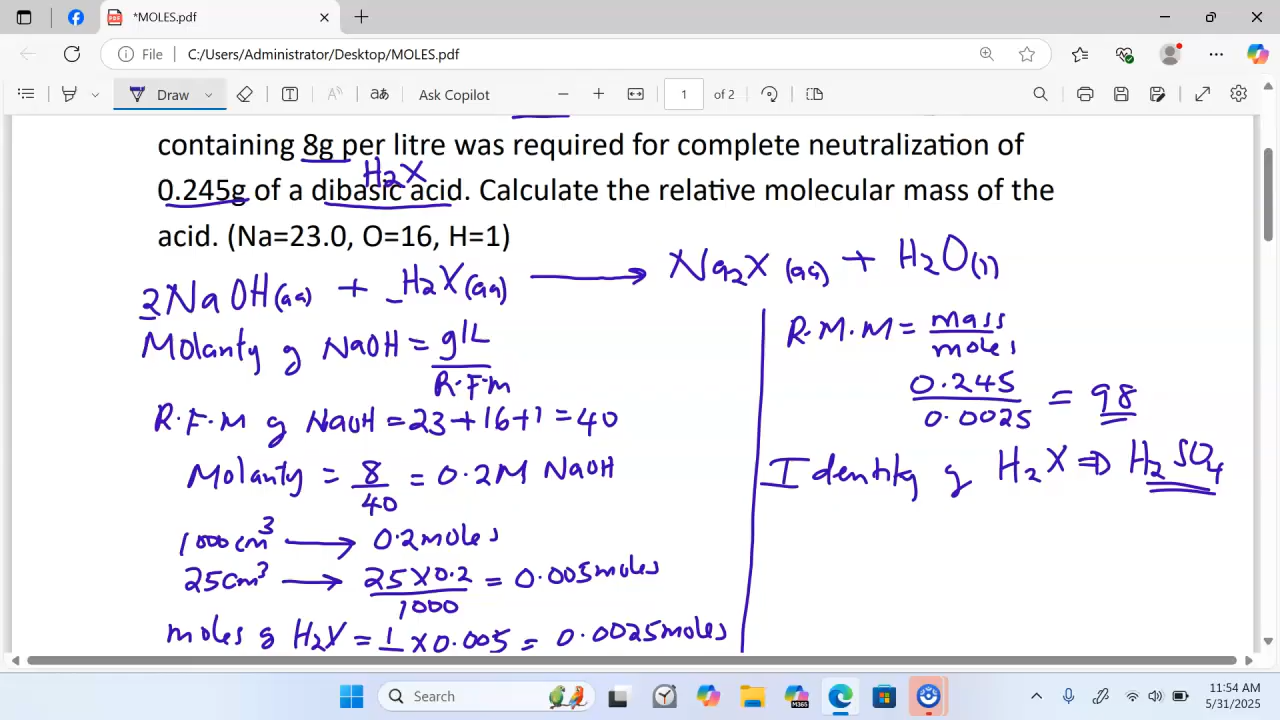 *MOLES.pdf
File C:/Users/Administrator/Desktop/MOLES.pdf
Draw aあ Ask Copilot 1 of 2
containing 8g per litre was required for complete neutralization of
H2X
0.245g of a dibasic acid. Calculate the relative molecular mass of the
acid. (Na=23.0, O=16, H=1)
2NaOH(aq) + H2X(aq) → Na2X(aq) + H2O(l)
Molarity of NaOH = g/L
R.F.M
R.F.M of NaOH = 23+16+1 = 40
Molarity = 8/40 = 0.2M NaOH
1000cm³ → 0.2moles
25cm³ → 25×0.2/1000 = 0.005moles
moles of H2X = 1 × 0.005 = 0.0025moles
R.M.M = mass
moles
0.245
0.0025 = 98
Identity of H2X ⇒ H2SO4
Search
M365
11:54 AM
5/31/2025